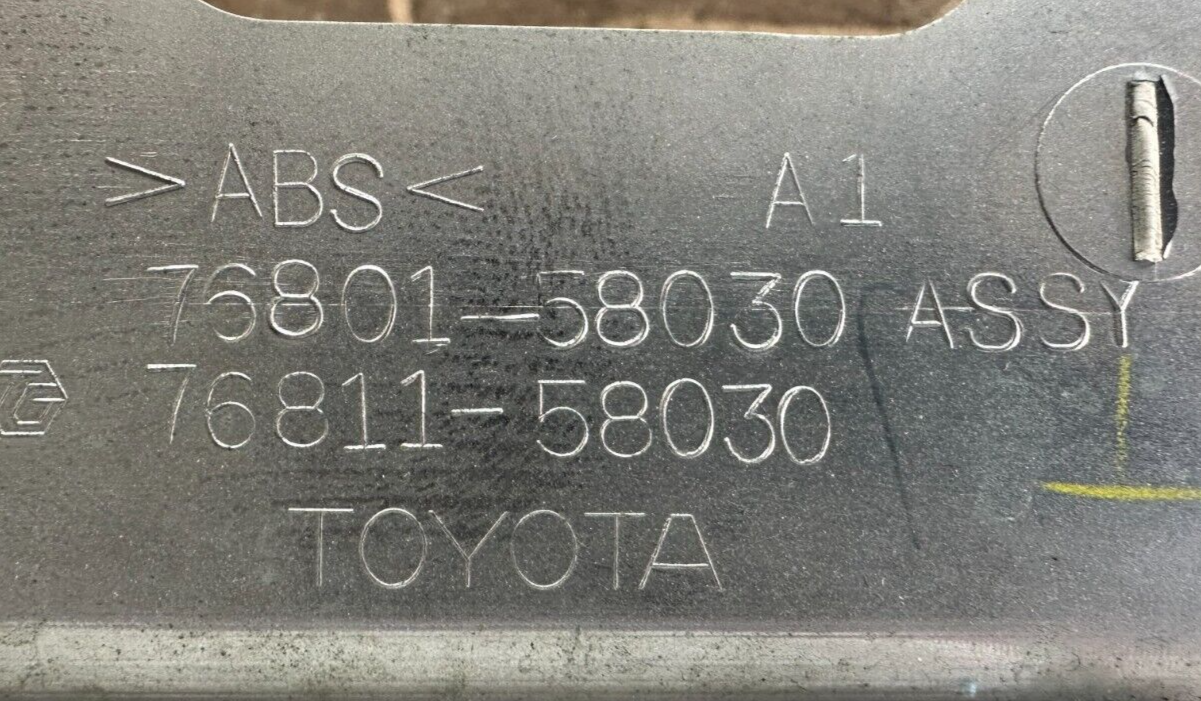 >ABS< A1
76801-58030 ASSY
76811-58030
TOYOTA